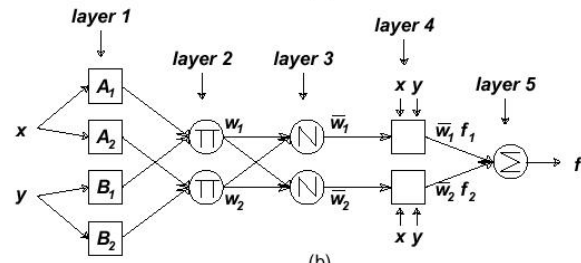 layer 1
layer 4
layer 2
layer 3
layer 5
x y
A1
A2
B1
B2
x
y
Π
Π
w1
w2
N
N
w̅1
w̅2
w̅1 f1
w̅2 f2
Σ
f
x y
(b)